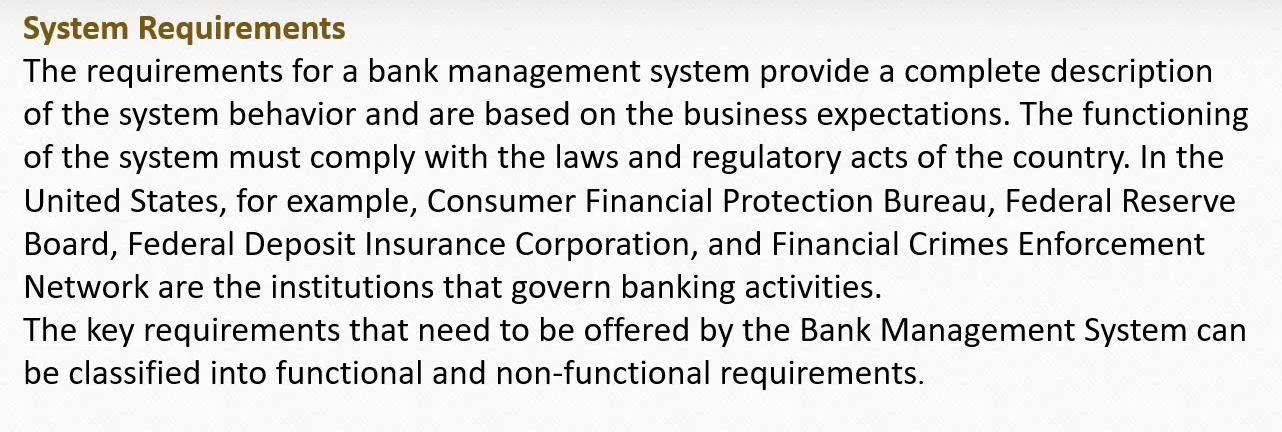 System Requirements
The requirements for a bank management system provide a complete description
of the system behavior and are based on the business expectations. The functioning
of the system must comply with the laws and regulatory acts of the country. In the
United States, for example, Consumer Financial Protection Bureau, Federal Reserve
Board, Federal Deposit Insurance Corporation, and Financial Crimes Enforcement
Network are the institutions that govern banking activities.
The key requirements that need to be offered by the Bank Management System can
be classified into functional and non-functional requirements.